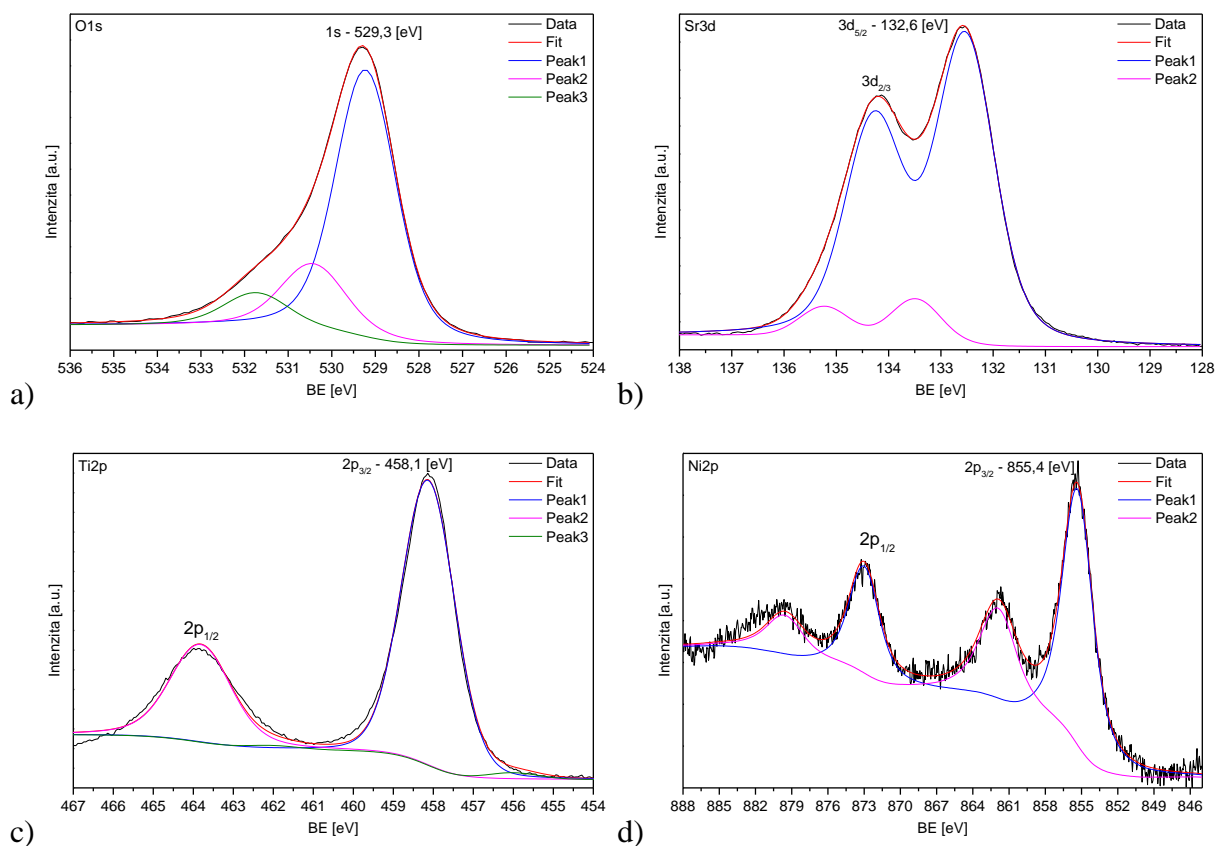 O1s
1s - 529,3 [eV]
Data
Fit
Peak1
Peak2
Peak3
Intenzita [a.u.]
536 535 534 533 532 531 530 529 528 527 526 525 524
BE [eV]
a)
Sr3d
3d5/2 - 132,6 [eV]
3d2/3
Data
Fit
Peak1
Peak2
Intenzita [a.u.]
138 137 136 135 134 133 132 131 130 129 128
BE [eV]
b)
Ti2p
2p3/2 - 458,1 [eV]
2p1/2
Data
Fit
Peak1
Peak2
Peak3
Intenzita [a.u.]
467 466 465 464 463 462 461 460 459 458 457 456 455 454
BE [eV]
c)
Ni2p
2p3/2 - 855,4 [eV]
2p1/2
Data
Fit
Peak1
Peak2
Intenzita [a.u.]
888 885 882 879 876 873 870 867 864 861 858 855 852 849 846
BE [eV]
d)